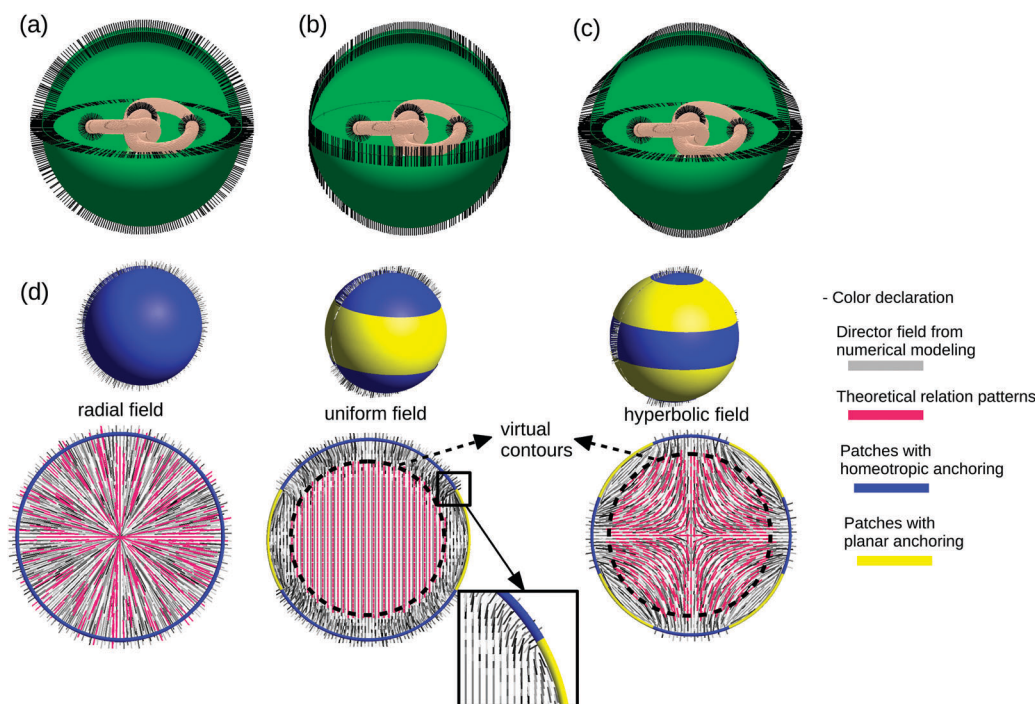 (a)
(b)
(c)
(d)
radial field
uniform field
hyperbolic field
virtual
contours
- Color declaration
Director field from
numerical modeling
Theoretical relation patterns
Patches with
homeotropic anchoring
Patches with
planar anchoring